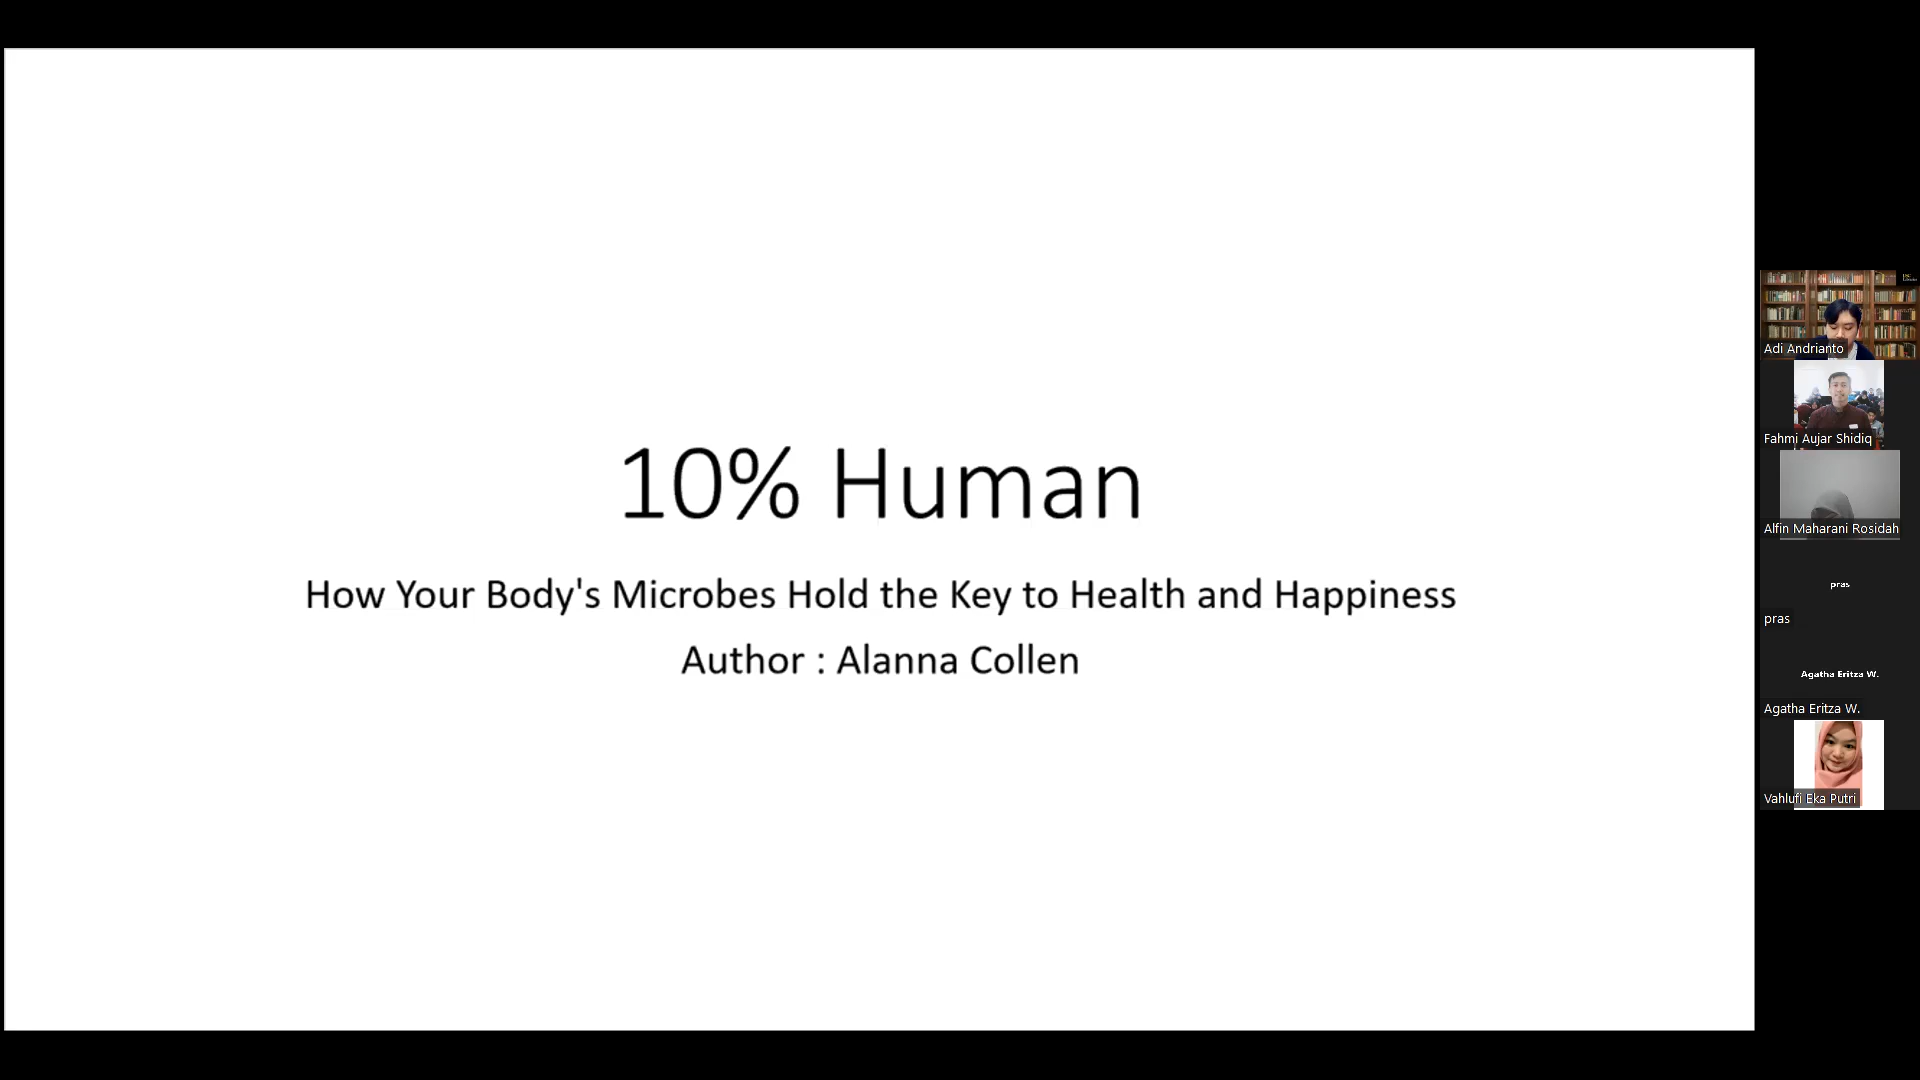 10% Human
How Your Body's Microbes Hold the Key to Health and Happiness
Author : Alanna Collen
Adi Andrianto
Fahmi Aujar Shidiq
Alfin Maharani Rosidah
pras
pras
Agatha Eritza W.
Agatha Eritza W.
Vahlufi Eka Putri